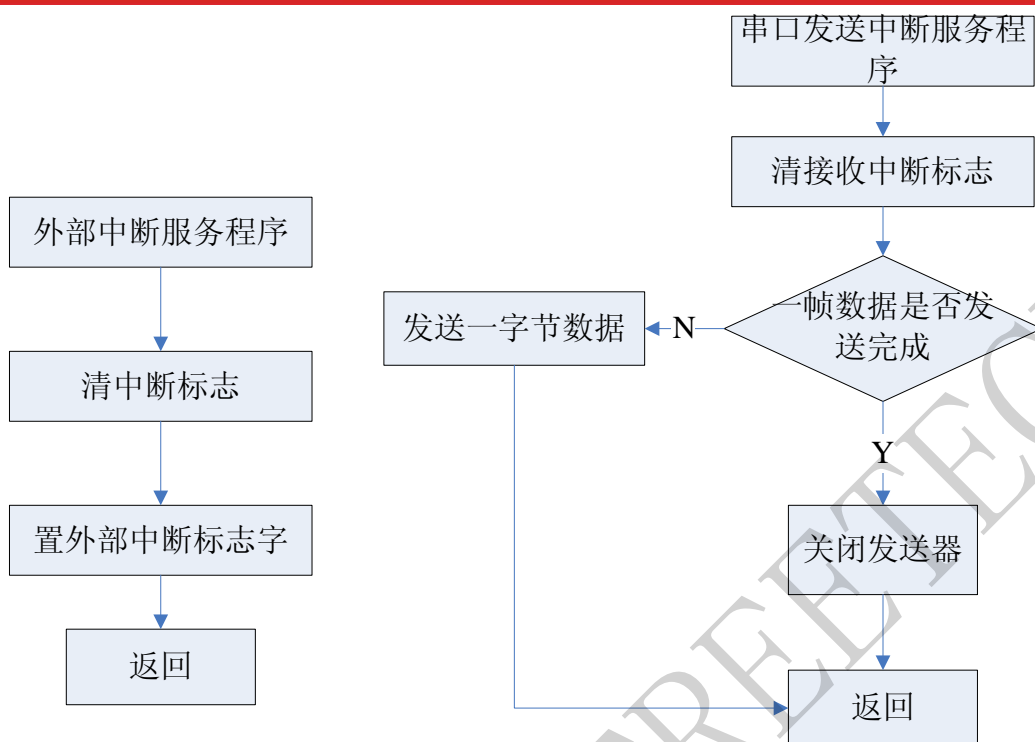 外部中断服务程序
清中断标志
置外部中断标志字
返回
串口发送中断服务程
序
清接收中断标志
一帧数据是否发
送完成
N
发送一字节数据
Y
关闭发送器
返回